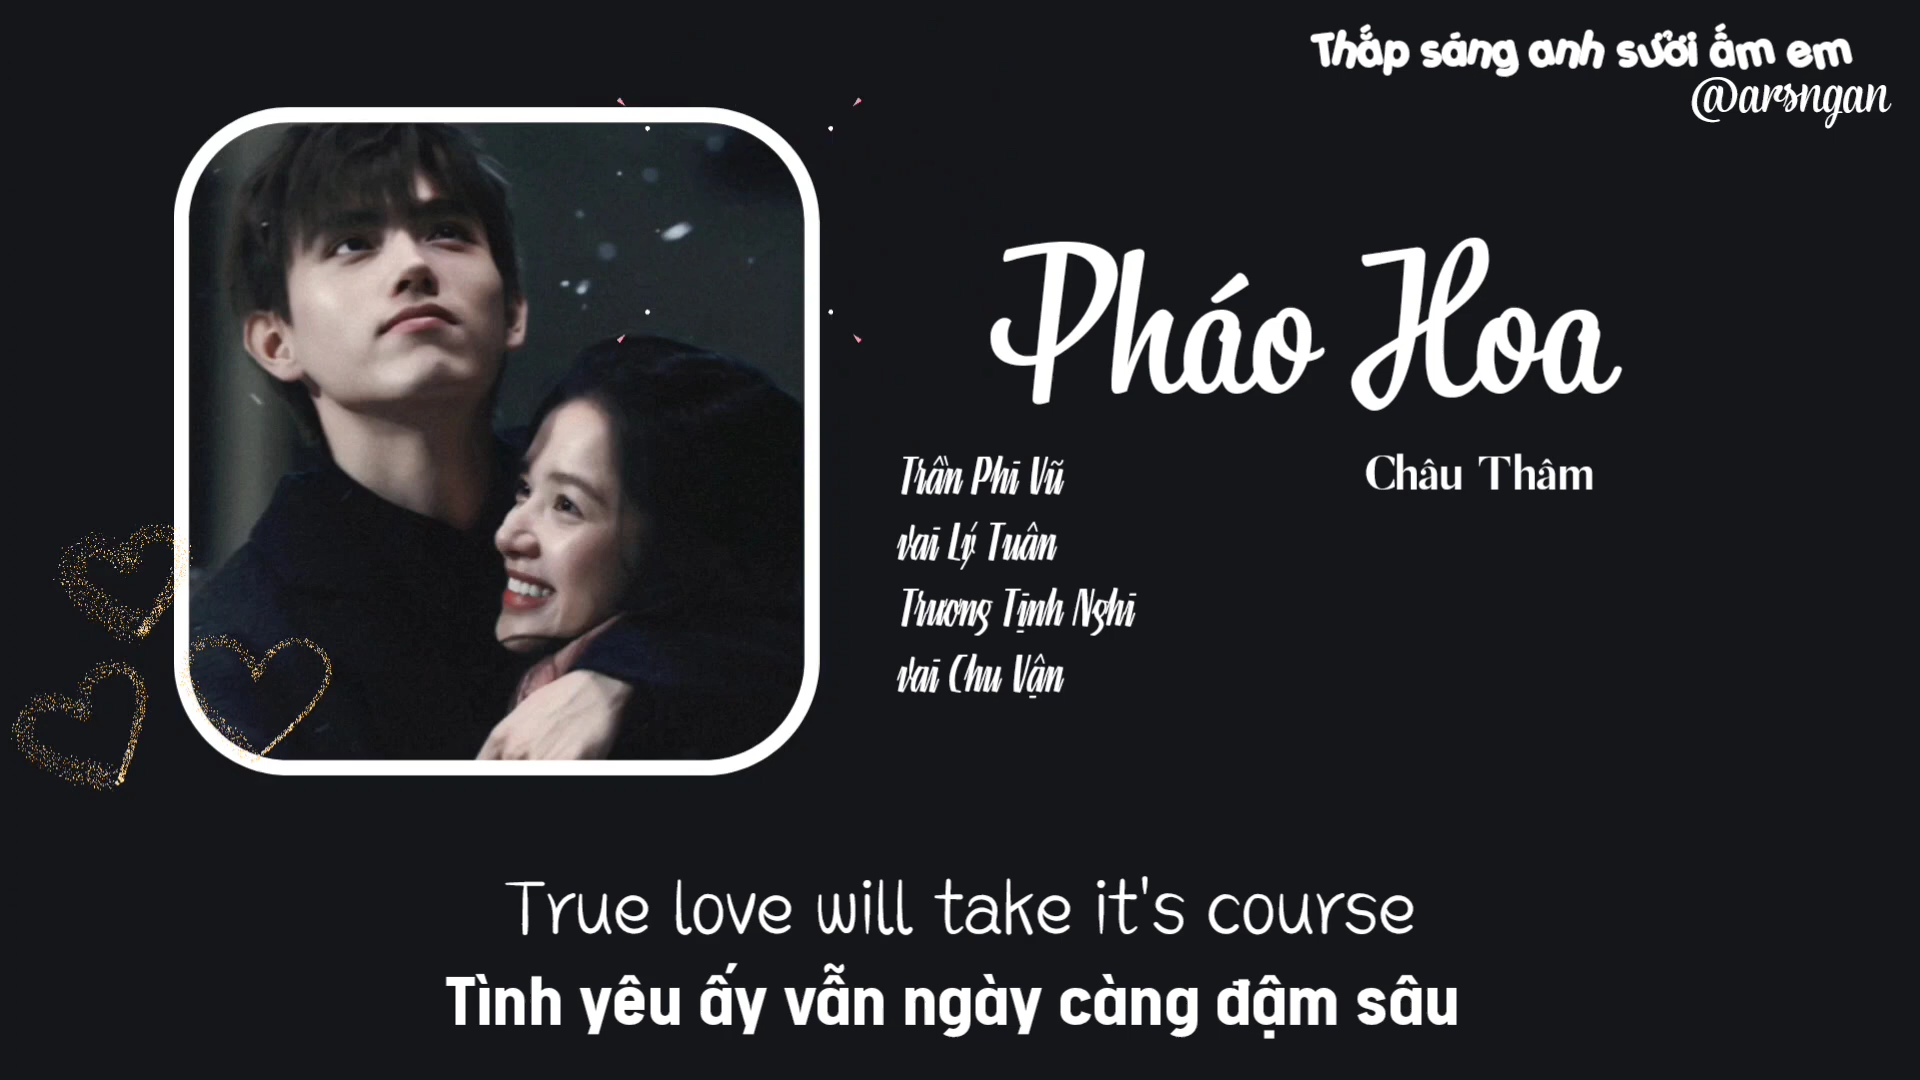 Thắp sáng anh sưởi ấm em
@arsngan
Pháo Hoa
Châu Thâm
Trần Phi Vũ
vai Lý Tuân
Trương Tịnh Nghi
vai Chu Vận
True love will take it's course
Tình yêu ấy vẫn ngày càng đậm sâu